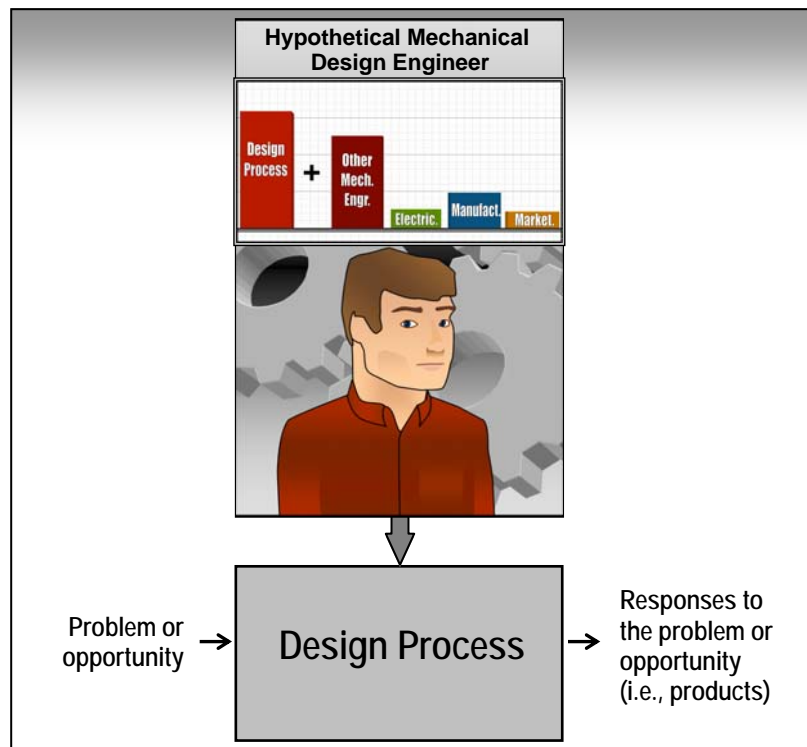 Hypothetical Mechanical
Design Engineer
Design
Process
+
Other
Mech.
Engr.
Electric.
Manufact.
Market.
Problem or
opportunity
Design Process
Responses to
the problem or
opportunity
(i.e., products)